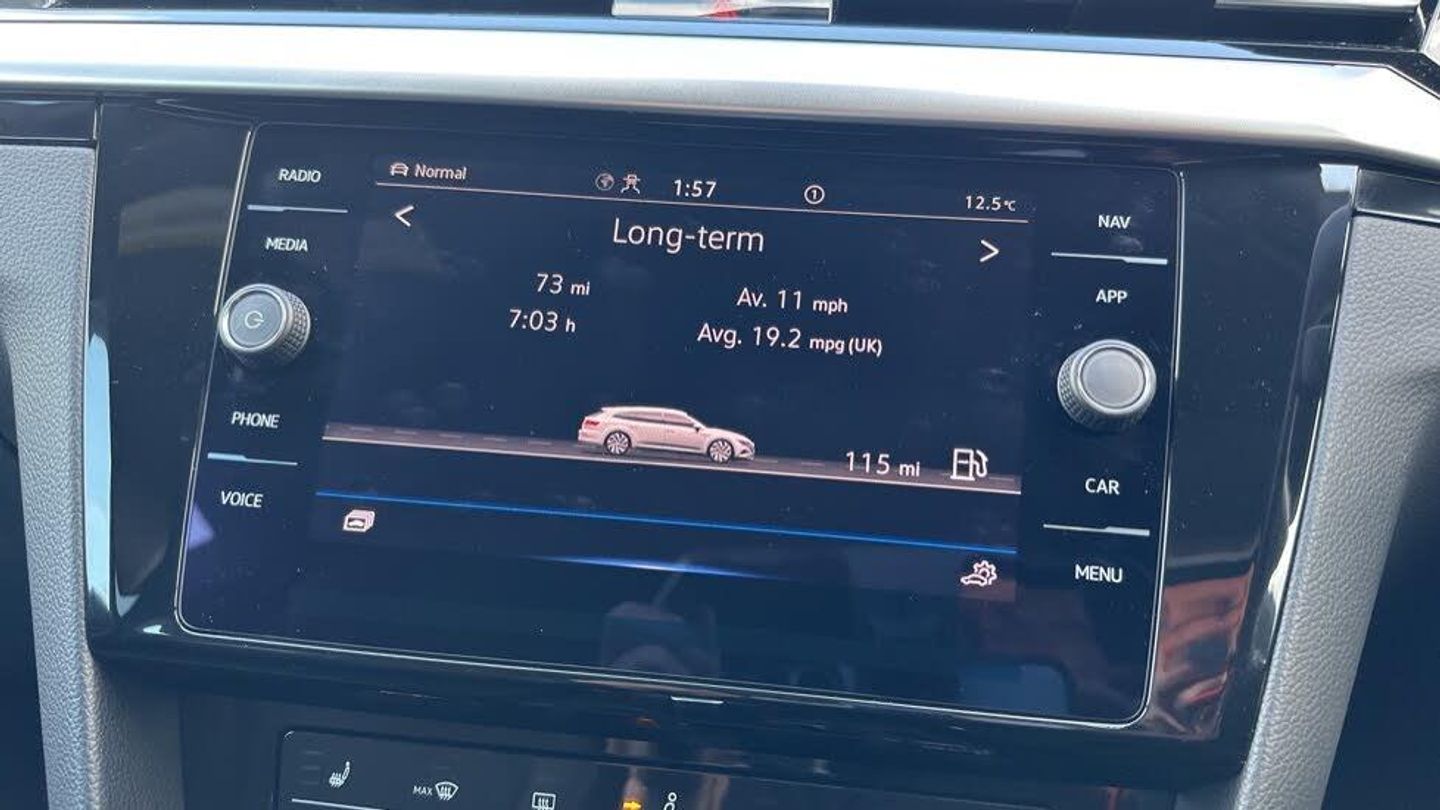 RADIO
MEDIA
PHONE
VOICE
Normal
1:57
1
12.5°C
<
Long-term
>
73 mi
7:03 h
Av. 11 mph
Avg. 19.2 mpg (UK)
115 mi
NAV
APP
CAR
MENU
MAX